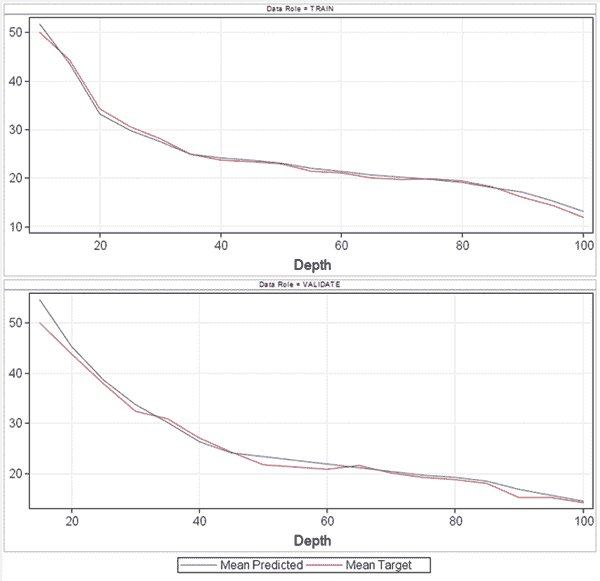 Data Role = TRAIN
50
40
30
20
10
20 40 60 80 100
Depth
Data Role = VALIDATE
50
40
30
20
20 40 60 80 100
Depth
Mean Predicted Mean Target